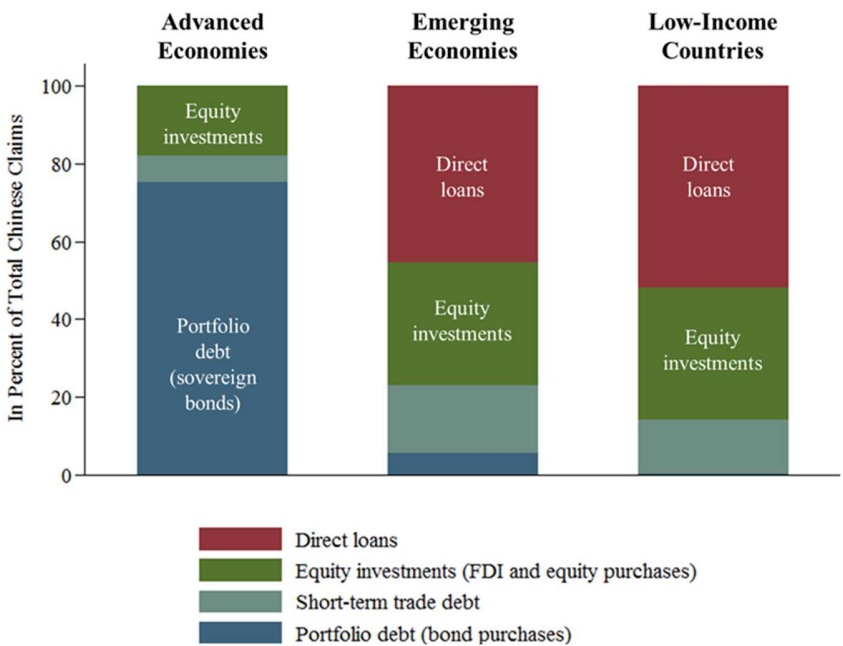 Advanced
Economies
Emerging
Economies
Low-Income
Countries
In Percent of Total Chinese Claims
100
80
60
40
20
0
Equity
investments
Portfolio
debt
(sovereign
bonds)
Direct
loans
Equity
investments
Direct
loans
Equity
investments
Direct loans
Equity investments (FDI and equity purchases)
Short-term trade debt
Portfolio debt (bond purchases)